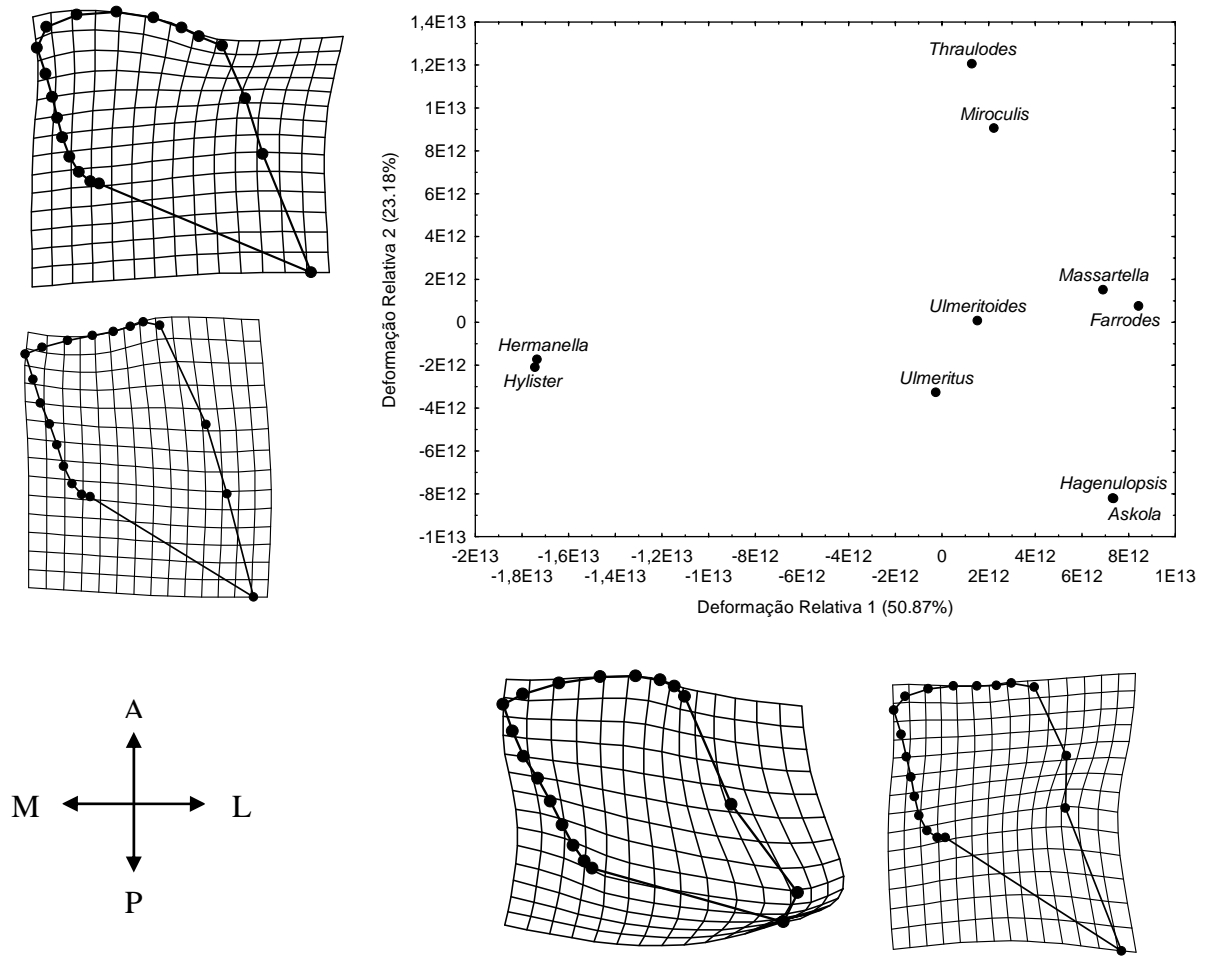 1,4E13
Thraulodes
1,2E13
1E13
Miroculis
8E12
6E12
4E12
Massartella
2E12
Ulmeritoides
Farrodes
0
Hermanella
-2E12
Hylister
Ulmeritus
-4E12
-6E12
Hagenulopsis
-8E12
Askola
-1E13
Deformação Relativa 2 (23.18%)
-2E13 -1,6E13 -1,2E13 -8E12 -4E12 0 4E12 8E12
-1,8E13 -1,4E13 -1E13 -6E12 -2E12 2E12 6E12 1E13
Deformação Relativa 1 (50.87%)
A
M L
P